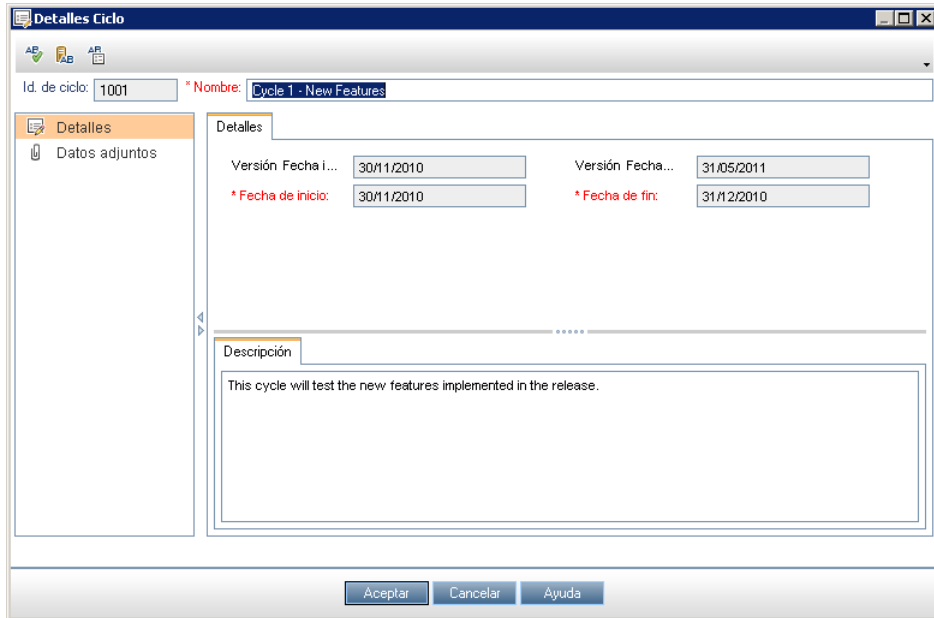 Detalles Ciclo
Id. de ciclo: 1001 * Nombre: Cycle 1 - New Features
Detalles
Datos adjuntos
Detalles
Versión Fecha i... 30/11/2010 Versión Fecha... 31/05/2011
* Fecha de inicio: 30/11/2010 * Fecha de fin: 31/12/2010
Descripción
This cycle will test the new features implemented in the release.
Aceptar Cancelar Ayuda